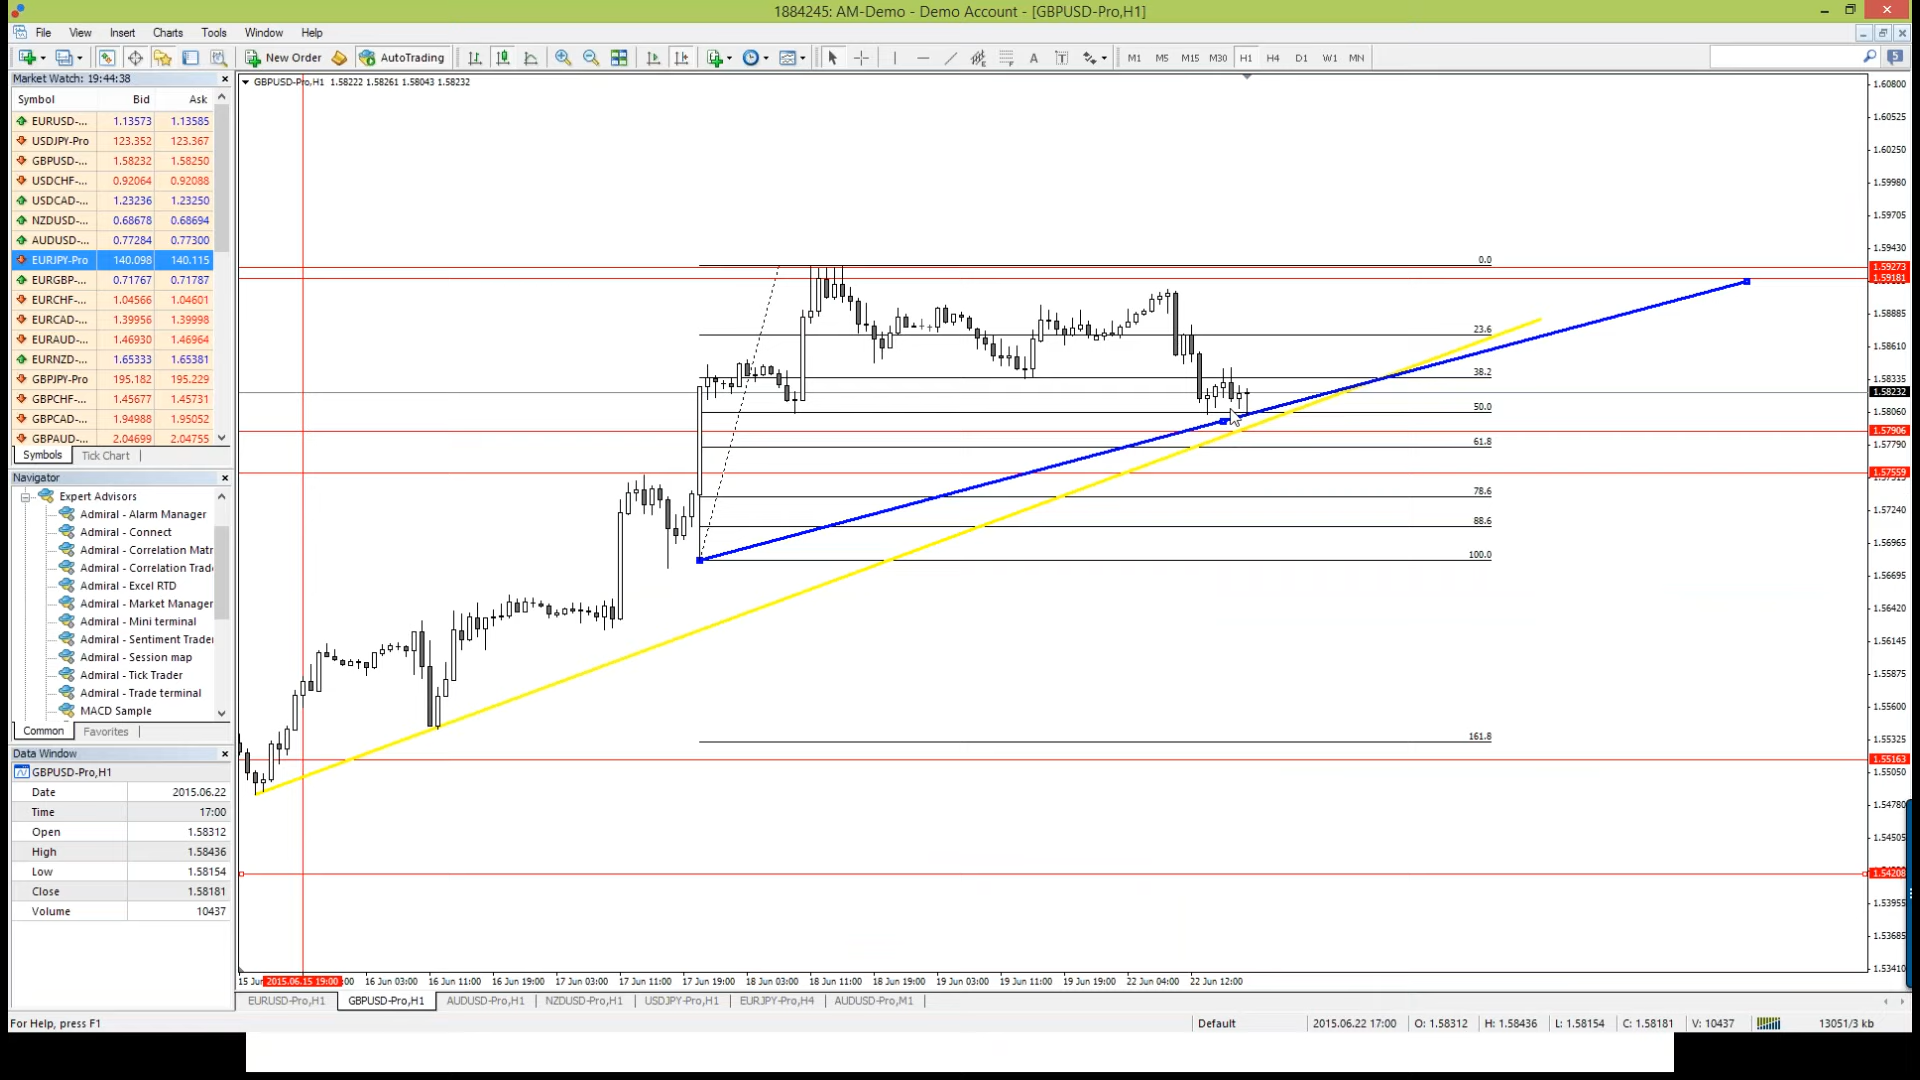 1884245: AM-Demo - Demo Account - [GBPUSD-Pro,H1]
File View Insert Charts Tools Window Help
New Order AutoTrading A T M1 M5 M15 M30 H1 H4 D1 W1 MN 5
Market Watch: 19:44:38
Symbol Bid Ask
EURUSD-... 1.13573 1.13585
USDJPY-Pro 123.352 123.367
GBPUSD-... 1.58232 1.58250
USDCHF-... 0.92064 0.92088
USDCAD-... 1.23236 1.23250
NZDUSD-... 0.68678 0.68694
AUDUSD-... 0.77284 0.77300
EURJPY-Pro 140.098 140.115
EURGBP-... 0.71767 0.71787
EURCHF-... 1.04566 1.04601
EURCAD-... 1.39956 1.39998
EURAUD-... 1.46930 1.46964
EURNZD-... 1.65333 1.65381
GBPJPY-Pro 195.182 195.229
GBPCHF-... 1.45677 1.45731
GBPCAD-... 1.94988 1.95052
GBPAUD-... 2.04699 2.04755
Symbols Tick Chart
Navigator
Expert Advisors
Admiral - Alarm Manager
Admiral - Connect
Admiral - Correlation Matr
Admiral - Correlation Trad
Admiral - Excel RTD
Admiral - Market Manager
Admiral - Mini terminal
Admiral - Sentiment Trader
Admiral - Session map
Admiral - Tick Trader
Admiral - Trade terminal
MACD Sample
Common Favorites
Data Window
GBPUSD-Pro,H1
Date 2015.06.22
Time 17:00
Open 1.58312
High 1.58436
Low 1.58154
Close 1.58181
Volume 10437
GBPUSD-Pro,H1 1.58222 1.58261 1.58043 1.58232
0.0
23.6
38.2
50.0
61.8
78.6
88.6
100.0
161.8
1.60800
1.60525
1.60250
1.59980
1.59705
1.59430
1.59273
1.59181
1.58885
1.58610
1.58335
1.58232
1.58060
1.57906
1.57790
1.57559
1.57240
1.56965
1.56695
1.56420
1.56145
1.55875
1.55600
1.55325
1.55163
1.55050
1.54780
1.54505
1.54208
1.53955
1.53685
1.53410
15 Jun 2015.06.15 19:00 :00 16 Jun 03:00 16 Jun 11:00 16 Jun 19:00 17 Jun 03:00 17 Jun 11:00 17 Jun 19:00 18 Jun 03:00 18 Jun 11:00 18 Jun 19:00 19 Jun 03:00 19 Jun 11:00 19 Jun 19:00 22 Jun 04:00 22 Jun 12:00
EURUSD-Pro,H1 GBPUSD-Pro,H1 AUDUSD-Pro,H1 NZDUSD-Pro,H1 USDJPY-Pro,H1 EURJPY-Pro,H4 AUDUSD-Pro,M1
For Help, press F1 Default 2015.06.22 17:00 O: 1.58312 H: 1.58436 L: 1.58154 C: 1.58181 V: 10437 13051/3 kb